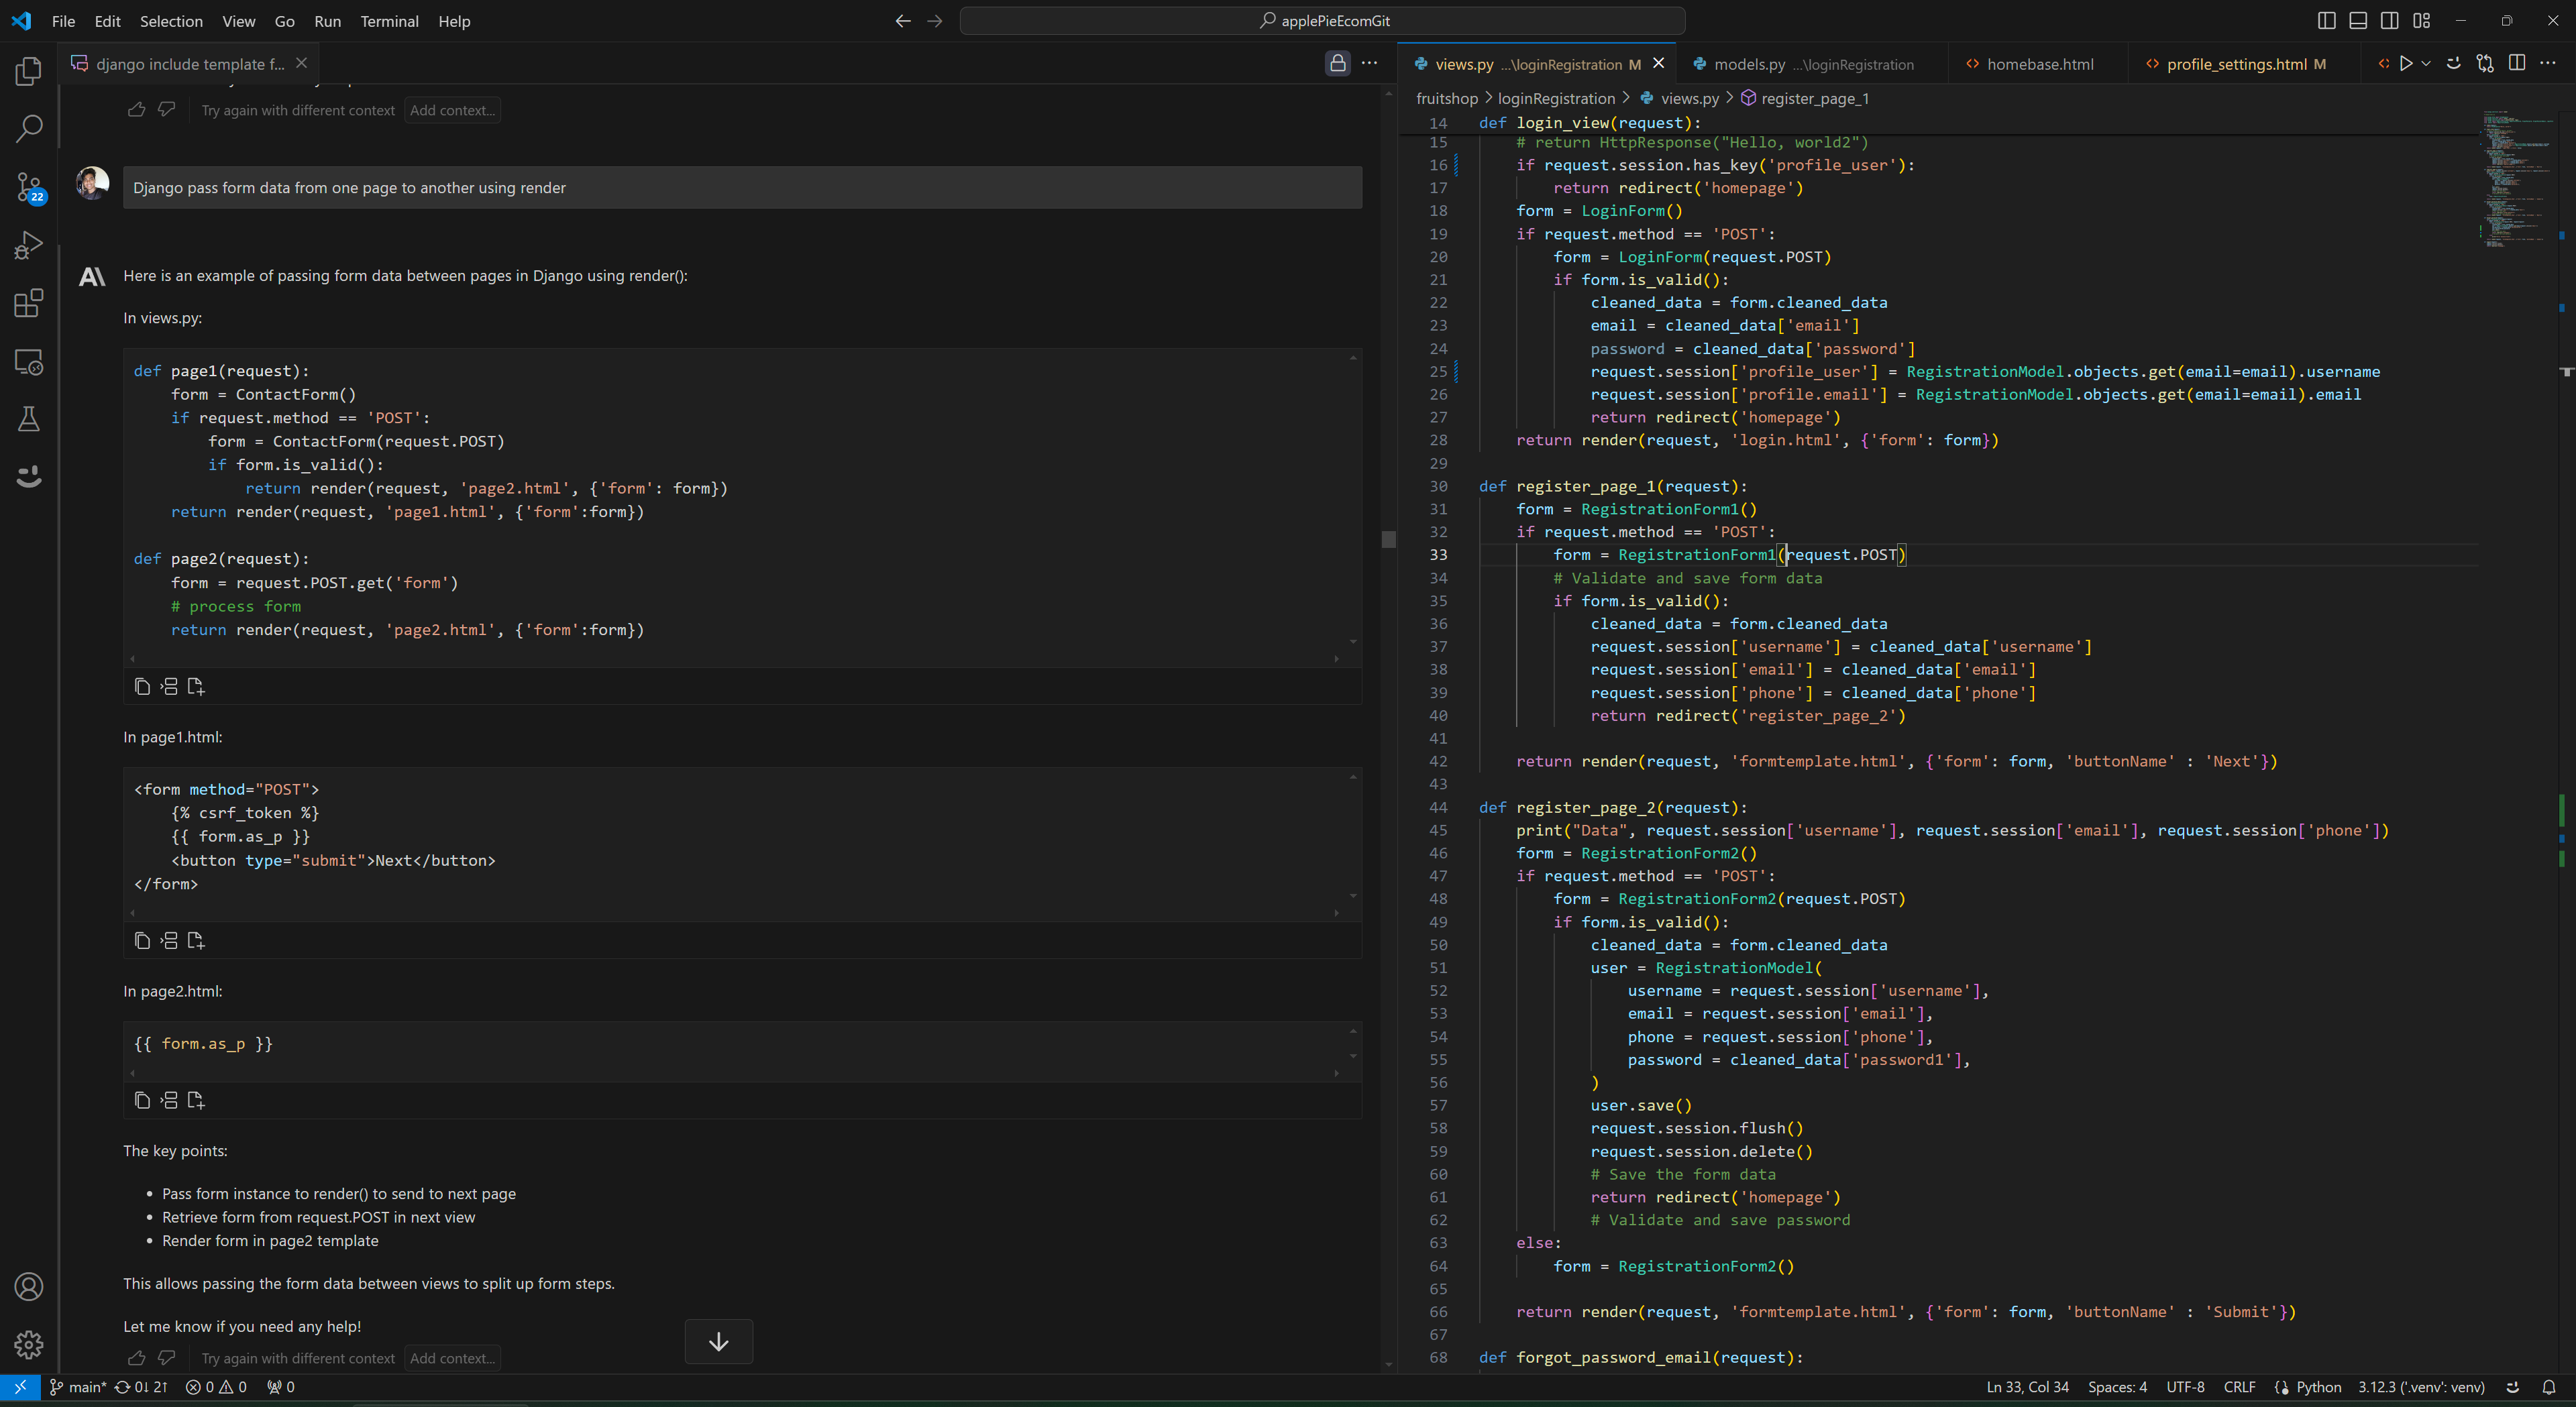 File Edit Selection View Go Run Terminal Help
applePieEcomGit
django include template f...
views.py ...\loginRegistration M
models.py ...\loginRegistration
homebase.html
profile_settings.html M
Try again with different context Add context...
Django pass form data from one page to another using render
Here is an example of passing form data between pages in Django using render():
In views.py:
def page1(request):
form = ContactForm()
if request.method == 'POST':
form = ContactForm(request.POST)
if form.is_valid():
return render(request, 'page2.html', {'form': form})
return render(request, 'page1.html', {'form':form})
def page2(request):
form = request.POST.get('form')
# process form
return render(request, 'page2.html', {'form':form})
In page1.html:
<form method="POST">
{% csrf_token %}
{{ form.as_p }}
<button type="submit">Next</button>
</form>
In page2.html:
{{ form.as_p }}
The key points:
• Pass form instance to render() to send to next page
• Retrieve form from request.POST in next view
• Render form in page2 template
This allows passing the form data between views to split up form steps.
Let me know if you need any help!
Try again with different context Add context...
22
fruitshop > loginRegistration > views.py > register_page_1
14 def login_view(request):
15 # return HttpResponse("Hello, world2")
16 if request.session.has_key('profile_user'):
17 return redirect('homepage')
18 form = LoginForm()
19 if request.method == 'POST':
20 form = LoginForm(request.POST)
21 if form.is_valid():
22 cleaned_data = form.cleaned_data
23 email = cleaned_data['email']
24 password = cleaned_data['password']
25 request.session['profile_user'] = RegistrationModel.objects.get(email=email).username
26 request.session['profile.email'] = RegistrationModel.objects.get(email=email).email
27 return redirect('homepage')
28 return render(request, 'login.html', {'form': form})
29
30 def register_page_1(request):
31 form = RegistrationForm1()
32 if request.method == 'POST':
33 form = RegistrationForm1(request.POST)
34 # Validate and save form data
35 if form.is_valid():
36 cleaned_data = form.cleaned_data
37 request.session['username'] = cleaned_data['username']
38 request.session['email'] = cleaned_data['email']
39 request.session['phone'] = cleaned_data['phone']
40 return redirect('register_page_2')
41
42 return render(request, 'formtemplate.html', {'form': form, 'buttonName' : 'Next'})
43
44 def register_page_2(request):
45 print("Data", request.session['username'], request.session['email'], request.session['phone'])
46 form = RegistrationForm2()
47 if request.method == 'POST':
48 form = RegistrationForm2(request.POST)
49 if form.is_valid():
50 cleaned_data = form.cleaned_data
51 user = RegistrationModel(
52 username = request.session['username'],
53 email = request.session['email'],
54 phone = request.session['phone'],
55 password = cleaned_data['password1'],
56 )
57 user.save()
58 request.session.flush()
59 request.session.delete()
60 # Save the form data
61 return redirect('homepage')
62 # Validate and save password
63 else:
64 form = RegistrationForm2()
65
66 return render(request, 'formtemplate.html', {'form': form, 'buttonName' : 'Submit'})
67
68 def forgot_password_email(request):
main* 0↓ 2↑ 0 0 0
Ln 33, Col 34 Spaces: 4 UTF-8 CRLF Python 3.12.3 ('.venv': venv)